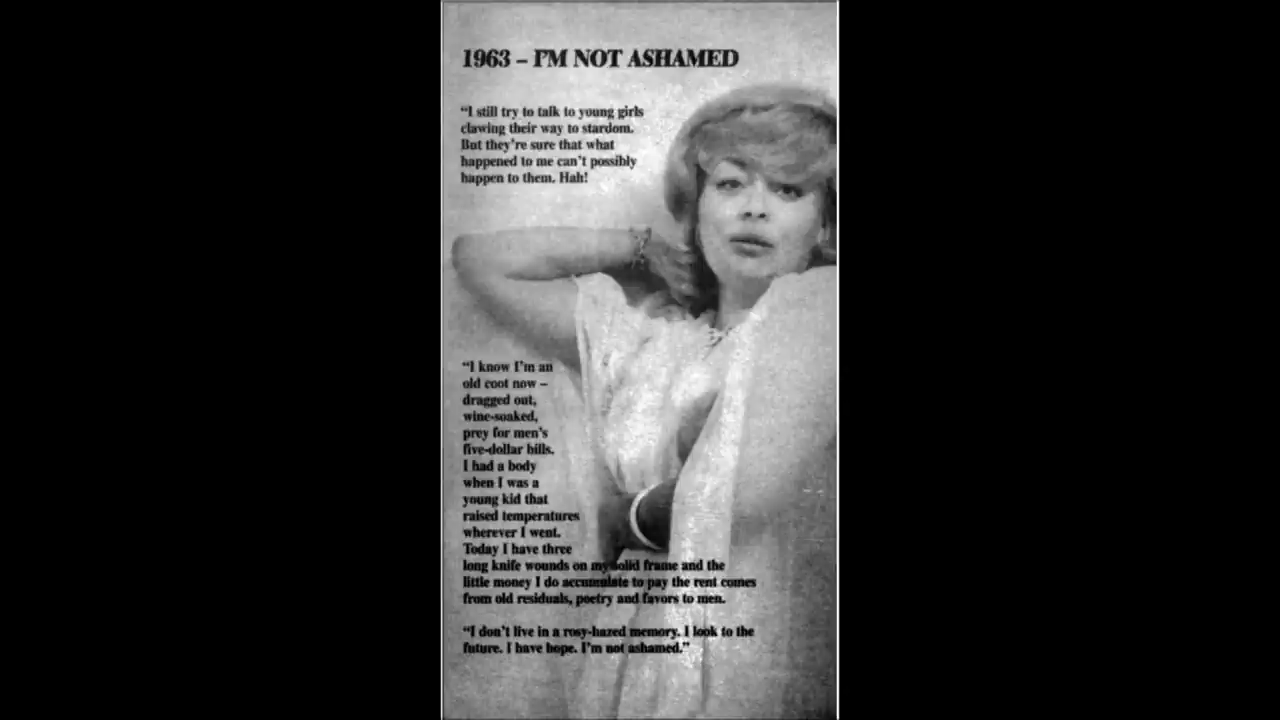 1963 – I'M NOT ASHAMED
“I still try to talk to young girls
clawing their way to stardom.
But they're sure that what
happened to me can't possibly
happen to them. Hah!
“I know I'm an
old coot now –
dragged out,
wine-soaked,
prey for men's
five-dollar bills.
I had a body
when I was a
young kid that
raised temperatures
wherever I went.
Today I have three
long knife wounds on my solid frame and the
little money I do accumulate to pay the rent comes
from old residuals, poetry and favors to men.
“I don't live in a rosy-hazed memory. I look to the
future. I have hope. I'm not ashamed.”